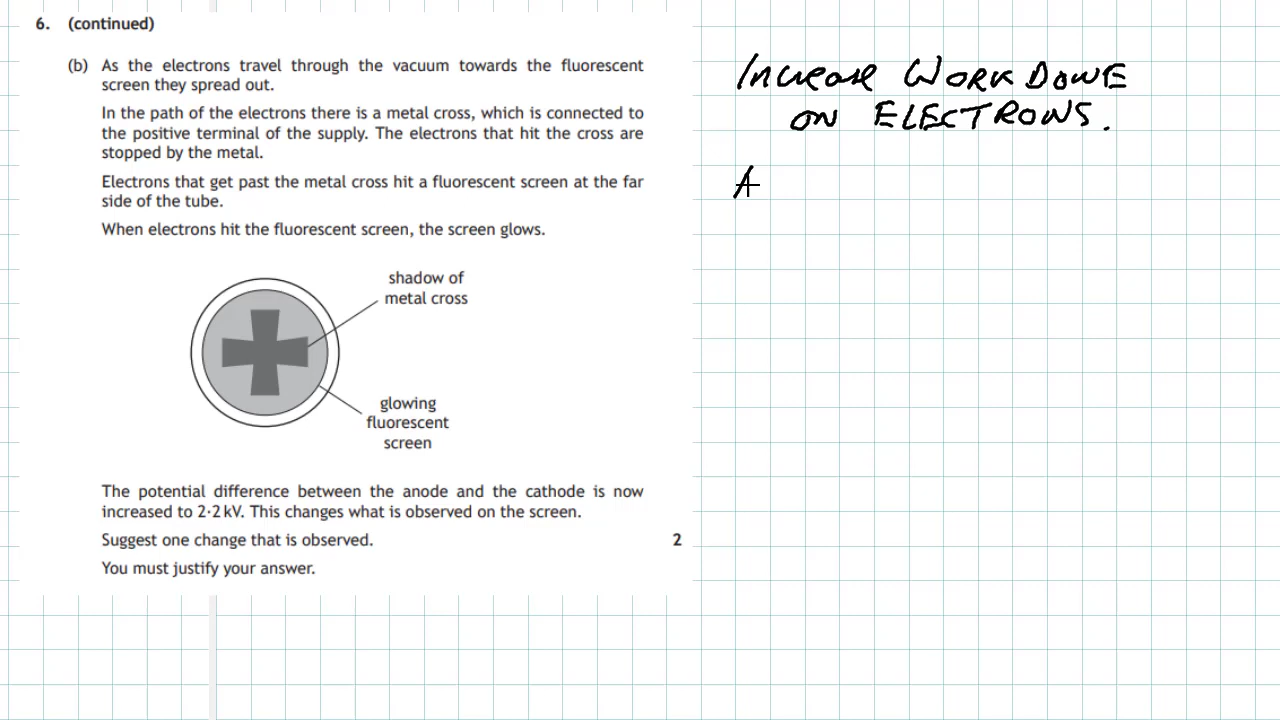 6. (continued)
(b) As the electrons travel through the vacuum towards the fluorescent
screen they spread out.
In the path of the electrons there is a metal cross, which is connected to
the positive terminal of the supply. The electrons that hit the cross are
stopped by the metal.
Electrons that get past the metal cross hit a fluorescent screen at the far
side of the tube.
When electrons hit the fluorescent screen, the screen glows.
shadow of
metal cross
glowing
fluorescent
screen
The potential difference between the anode and the cathode is now
increased to 2·2 kV. This changes what is observed on the screen.
Suggest one change that is observed. 2
You must justify your answer.
Increase WORK DONE
ON ELECTRONS.
A